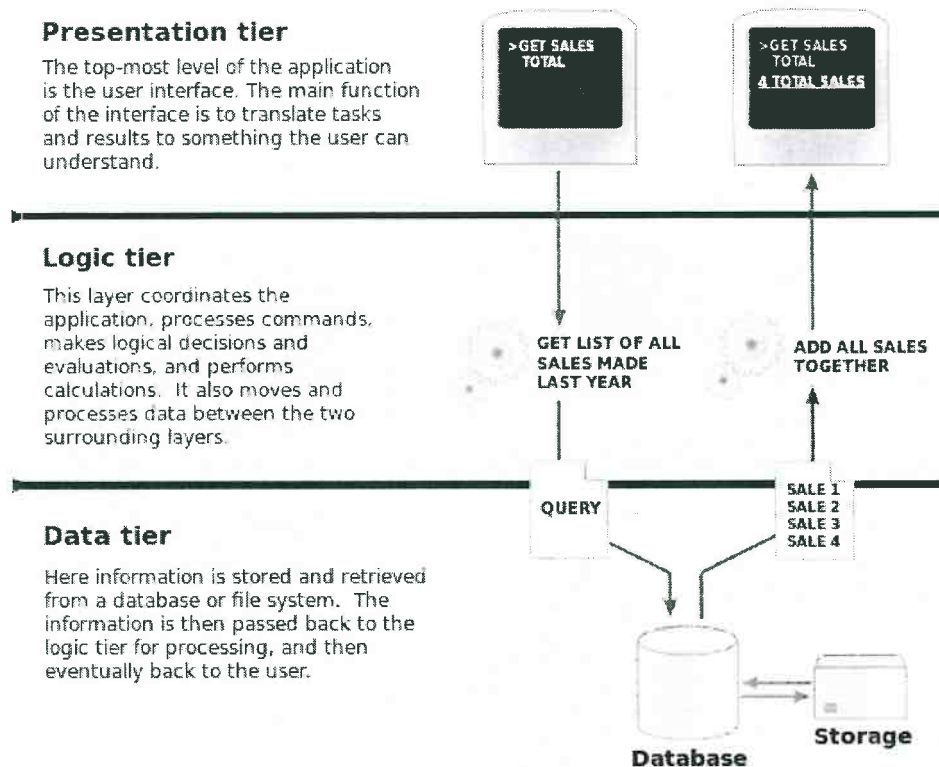 Presentation tier
The top-most level of the application
is the user interface. The main function
of the interface is to translate tasks
and results to something the user can
understand.
>GET SALES
TOTAL
>GET SALES
TOTAL
4 TOTAL SALES
Logic tier
This layer coordinates the
application, processes commands,
makes logical decisions and
evaluations, and performs
calculations. It also moves and
processes data between the two
surrounding layers.
GET LIST OF ALL
SALES MADE
LAST YEAR
ADD ALL SALES
TOGETHER
Data tier
Here information is stored and retrieved
from a database or file system. The
information is then passed back to the
logic tier for processing, and then
eventually back to the user.
QUERY
SALE 1
SALE 2
SALE 3
SALE 4
Database
Storage